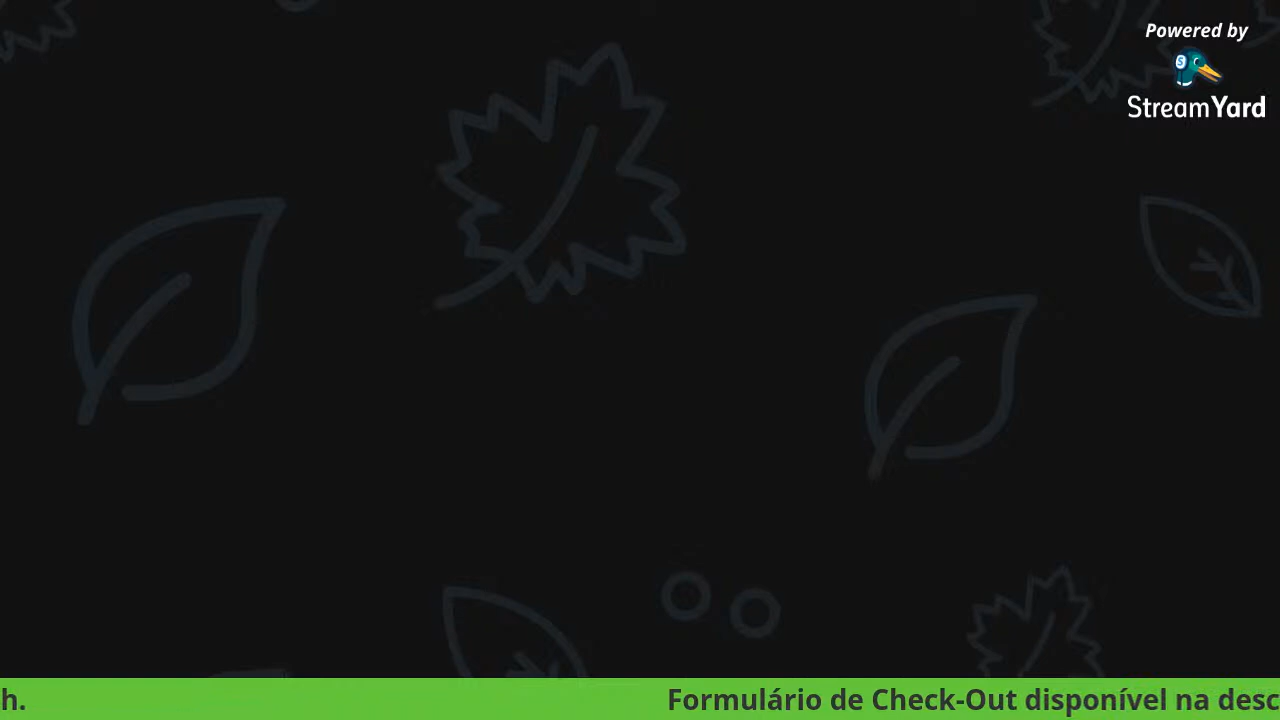 Powered by
S
StreamYard
h. Formulário de Check-Out disponível na desc